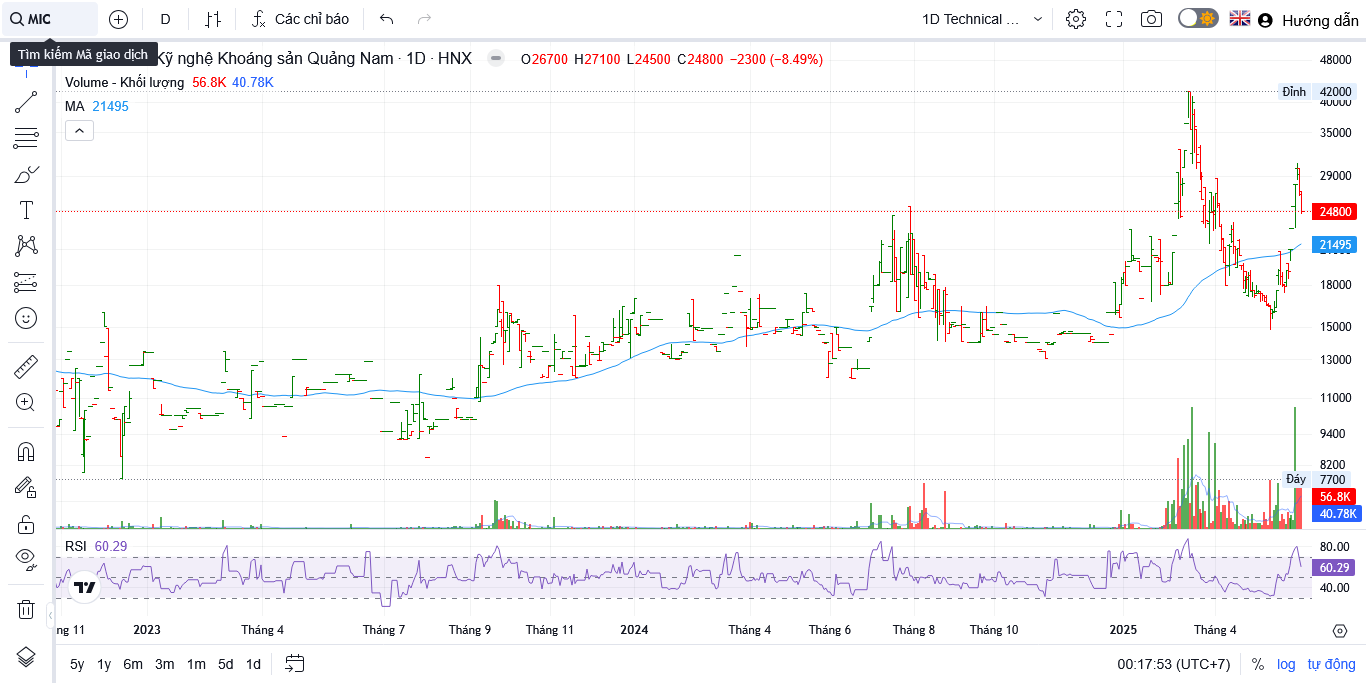 MIC
D
Các chỉ báo
1D Technical ...
Hướng dẫn
Tìm kiếm Mã giao dịch
Kỹ nghệ Khoáng sản Quảng Nam · 1D · HNX
O26700 H27100 L24500 C24800 −2300 (−8.49%)
Volume - Khối lượng 56.8K 40.78K
MA 21495
48000
Đỉnh 42000
40000
35000
29000
24800
21495
18000
15000
13000
11000
9400
8200
Đáy 7700
56.8K
40.78K
RSI 60.29
80.00
60.29
40.00
ng 11 2023 Tháng 4 Tháng 7 Tháng 9 Tháng 11 2024 Tháng 4 Tháng 6 Tháng 8 Tháng 10 2025 Tháng 4
5y 1y 6m 3m 1m 5d 1d
00:17:53 (UTC+7) % log tự động